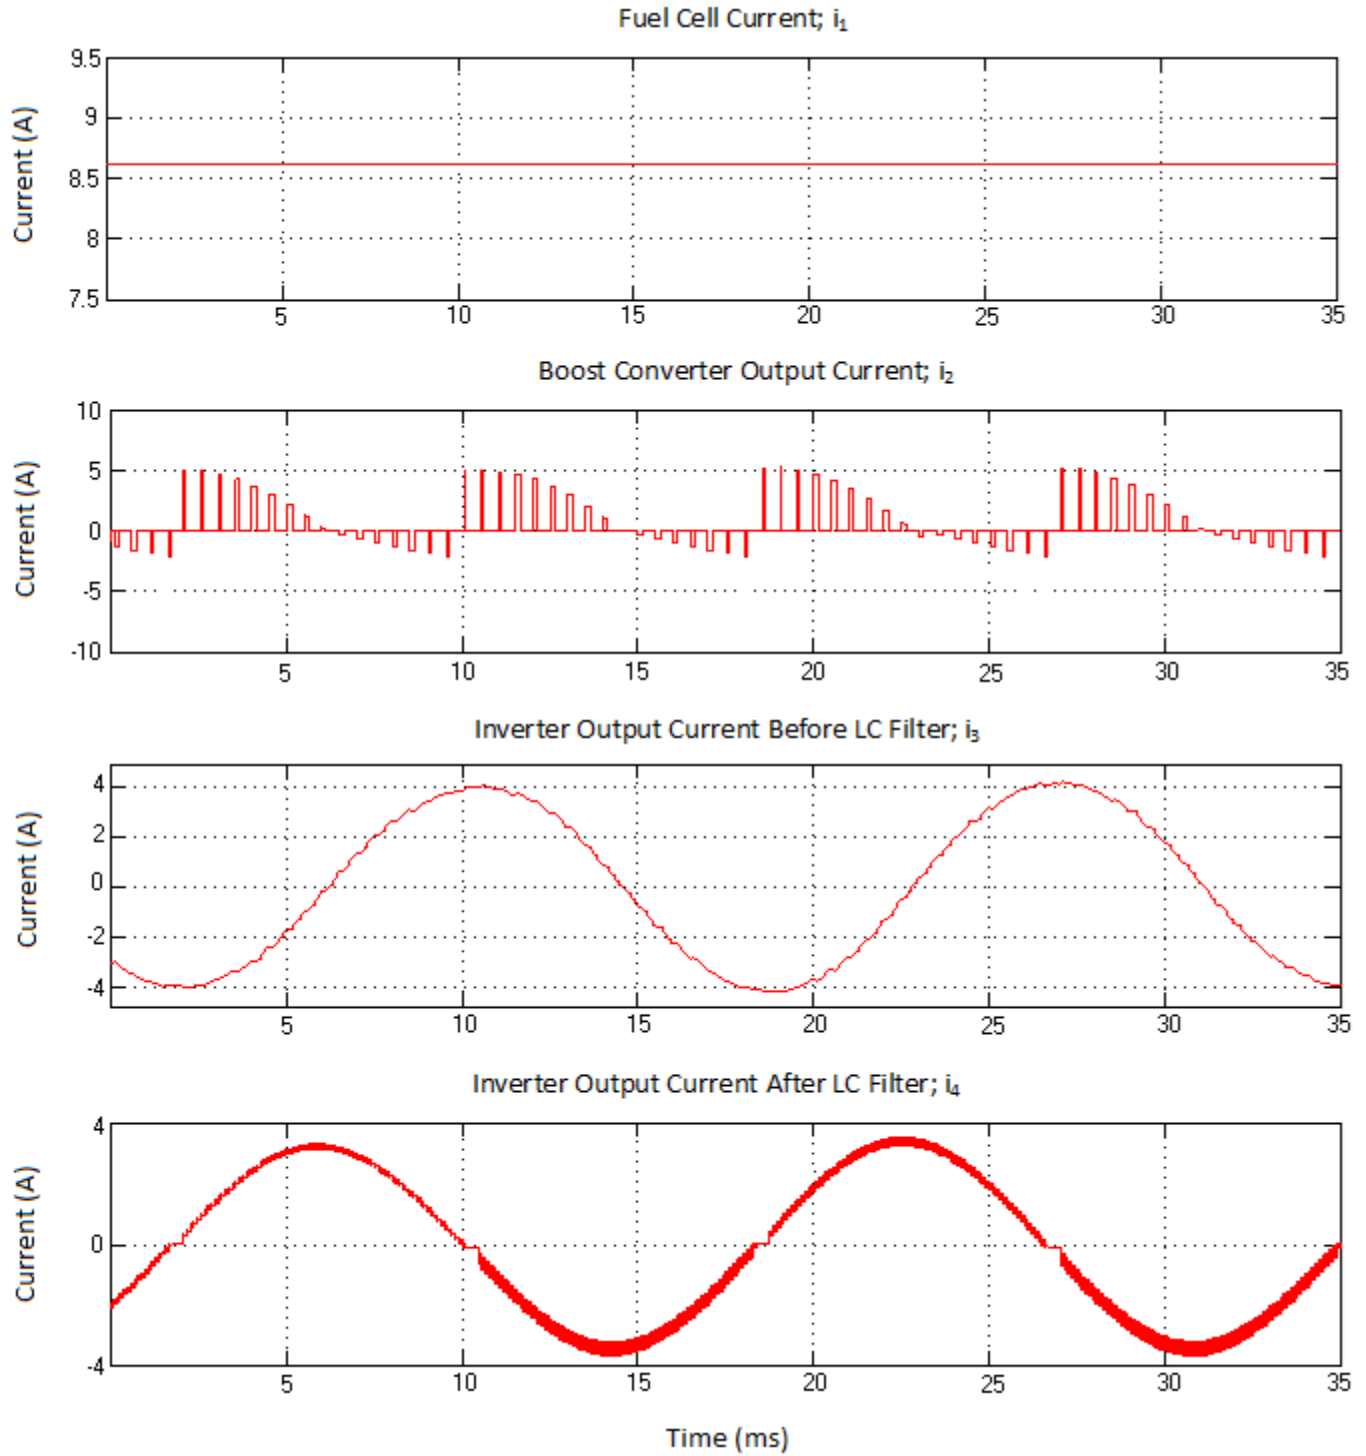 Fuel Cell Current; i₁
9.5
9
8.5
8
7.5
Current (A)
5 10 15 20 25 30 35
Boost Converter Output Current; i₂
10
5
0
-5
-10
Current (A)
5 10 15 20 25 30 35
Inverter Output Current Before LC Filter; i₃
4
2
0
-2
-4
Current (A)
5 10 15 20 25 30 35
Inverter Output Current After LC Filter; i₄
4
0
-4
Current (A)
5 10 15 20 25 30 35
Time (ms)